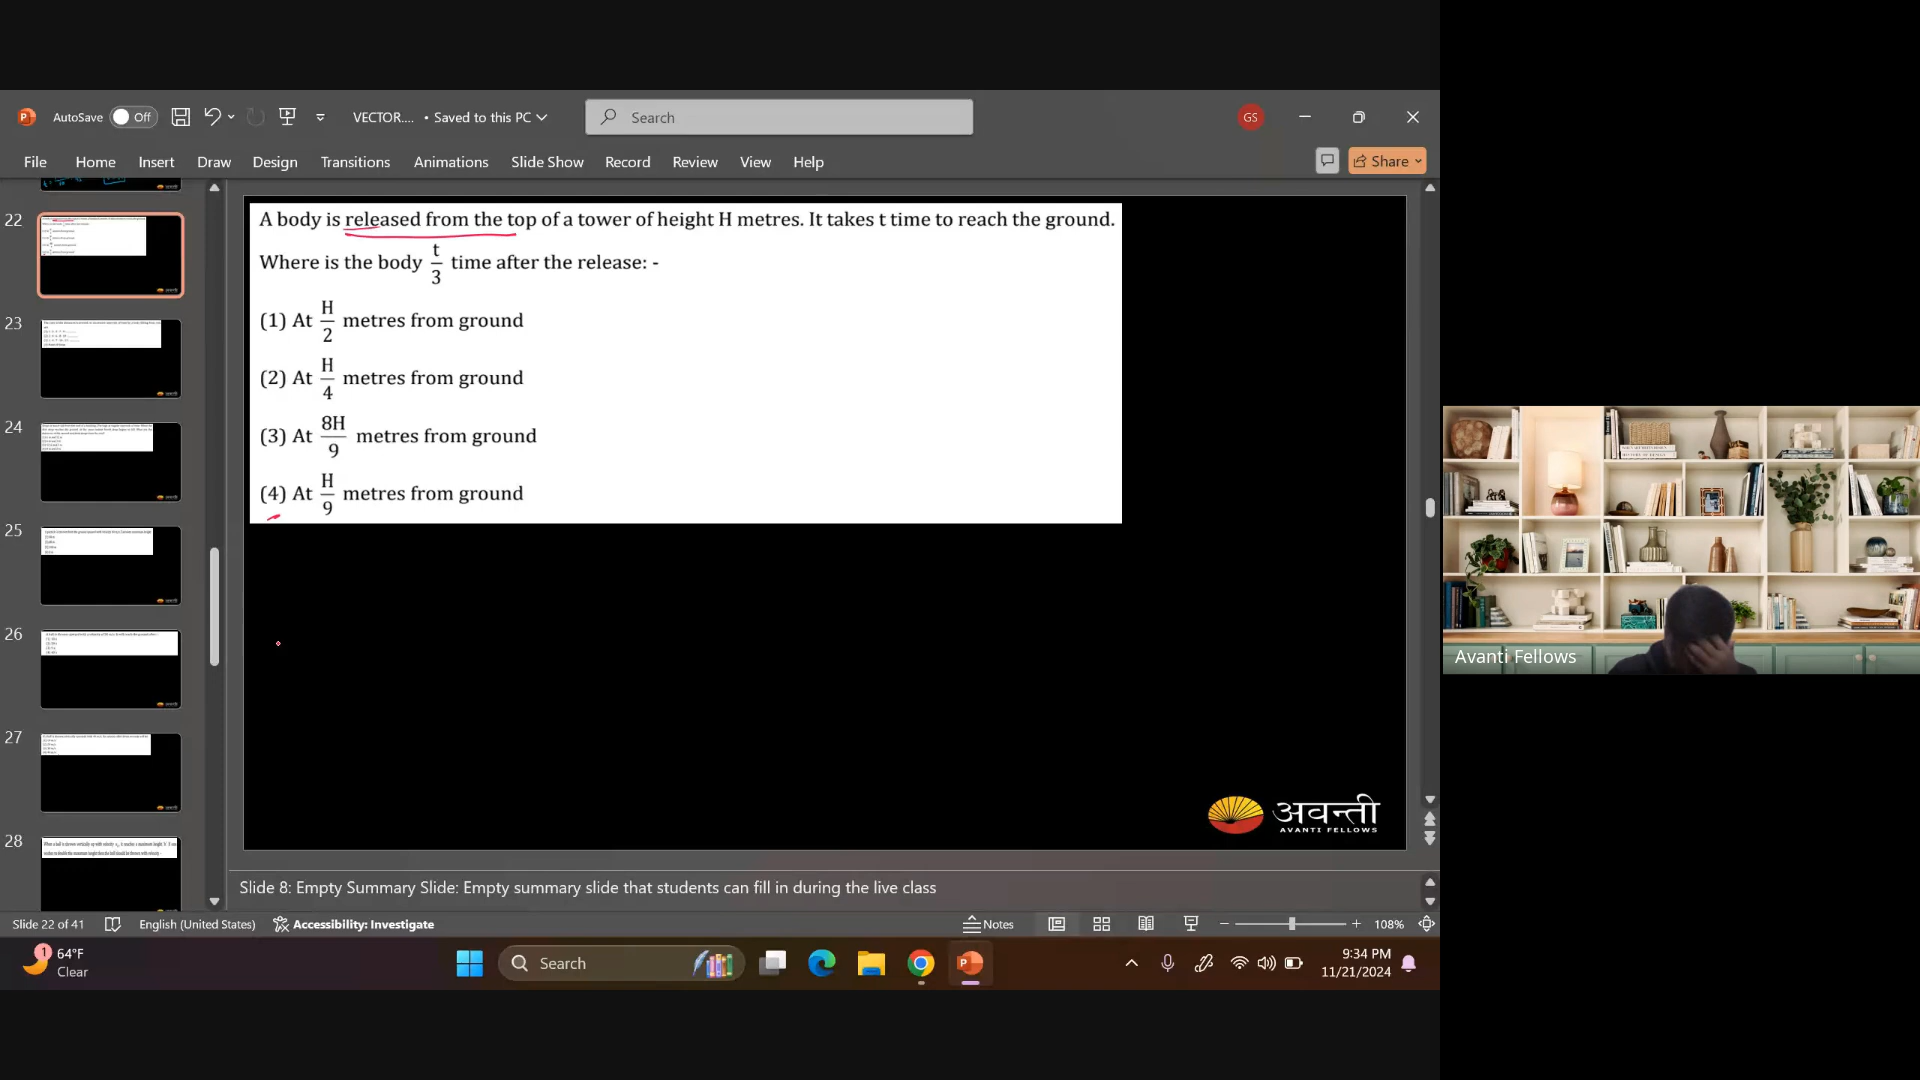 AutoSave Off VECTOR.... • Saved to this PC Search GS
File Home Insert Draw Design Transitions Animations Slide Show Record Review View Help Share
22
23
24
25
26
27
28
A body is released from the top of a tower of height H metres. It takes t time to reach the ground.
Where is the body t/3 time after the release: -
(1) At H/2 metres from ground
(2) At H/4 metres from ground
(3) At 8H/9 metres from ground
(4) At H/9 metres from ground
अवन्ती
AVANTI FELLOWS
Avanti Fellows
Slide 8: Empty Summary Slide: Empty summary slide that students can fill in during the live class
Slide 22 of 41 English (United States) Accessibility: Investigate Notes 108%
1 64°F
Clear
Search
9:34 PM
11/21/2024